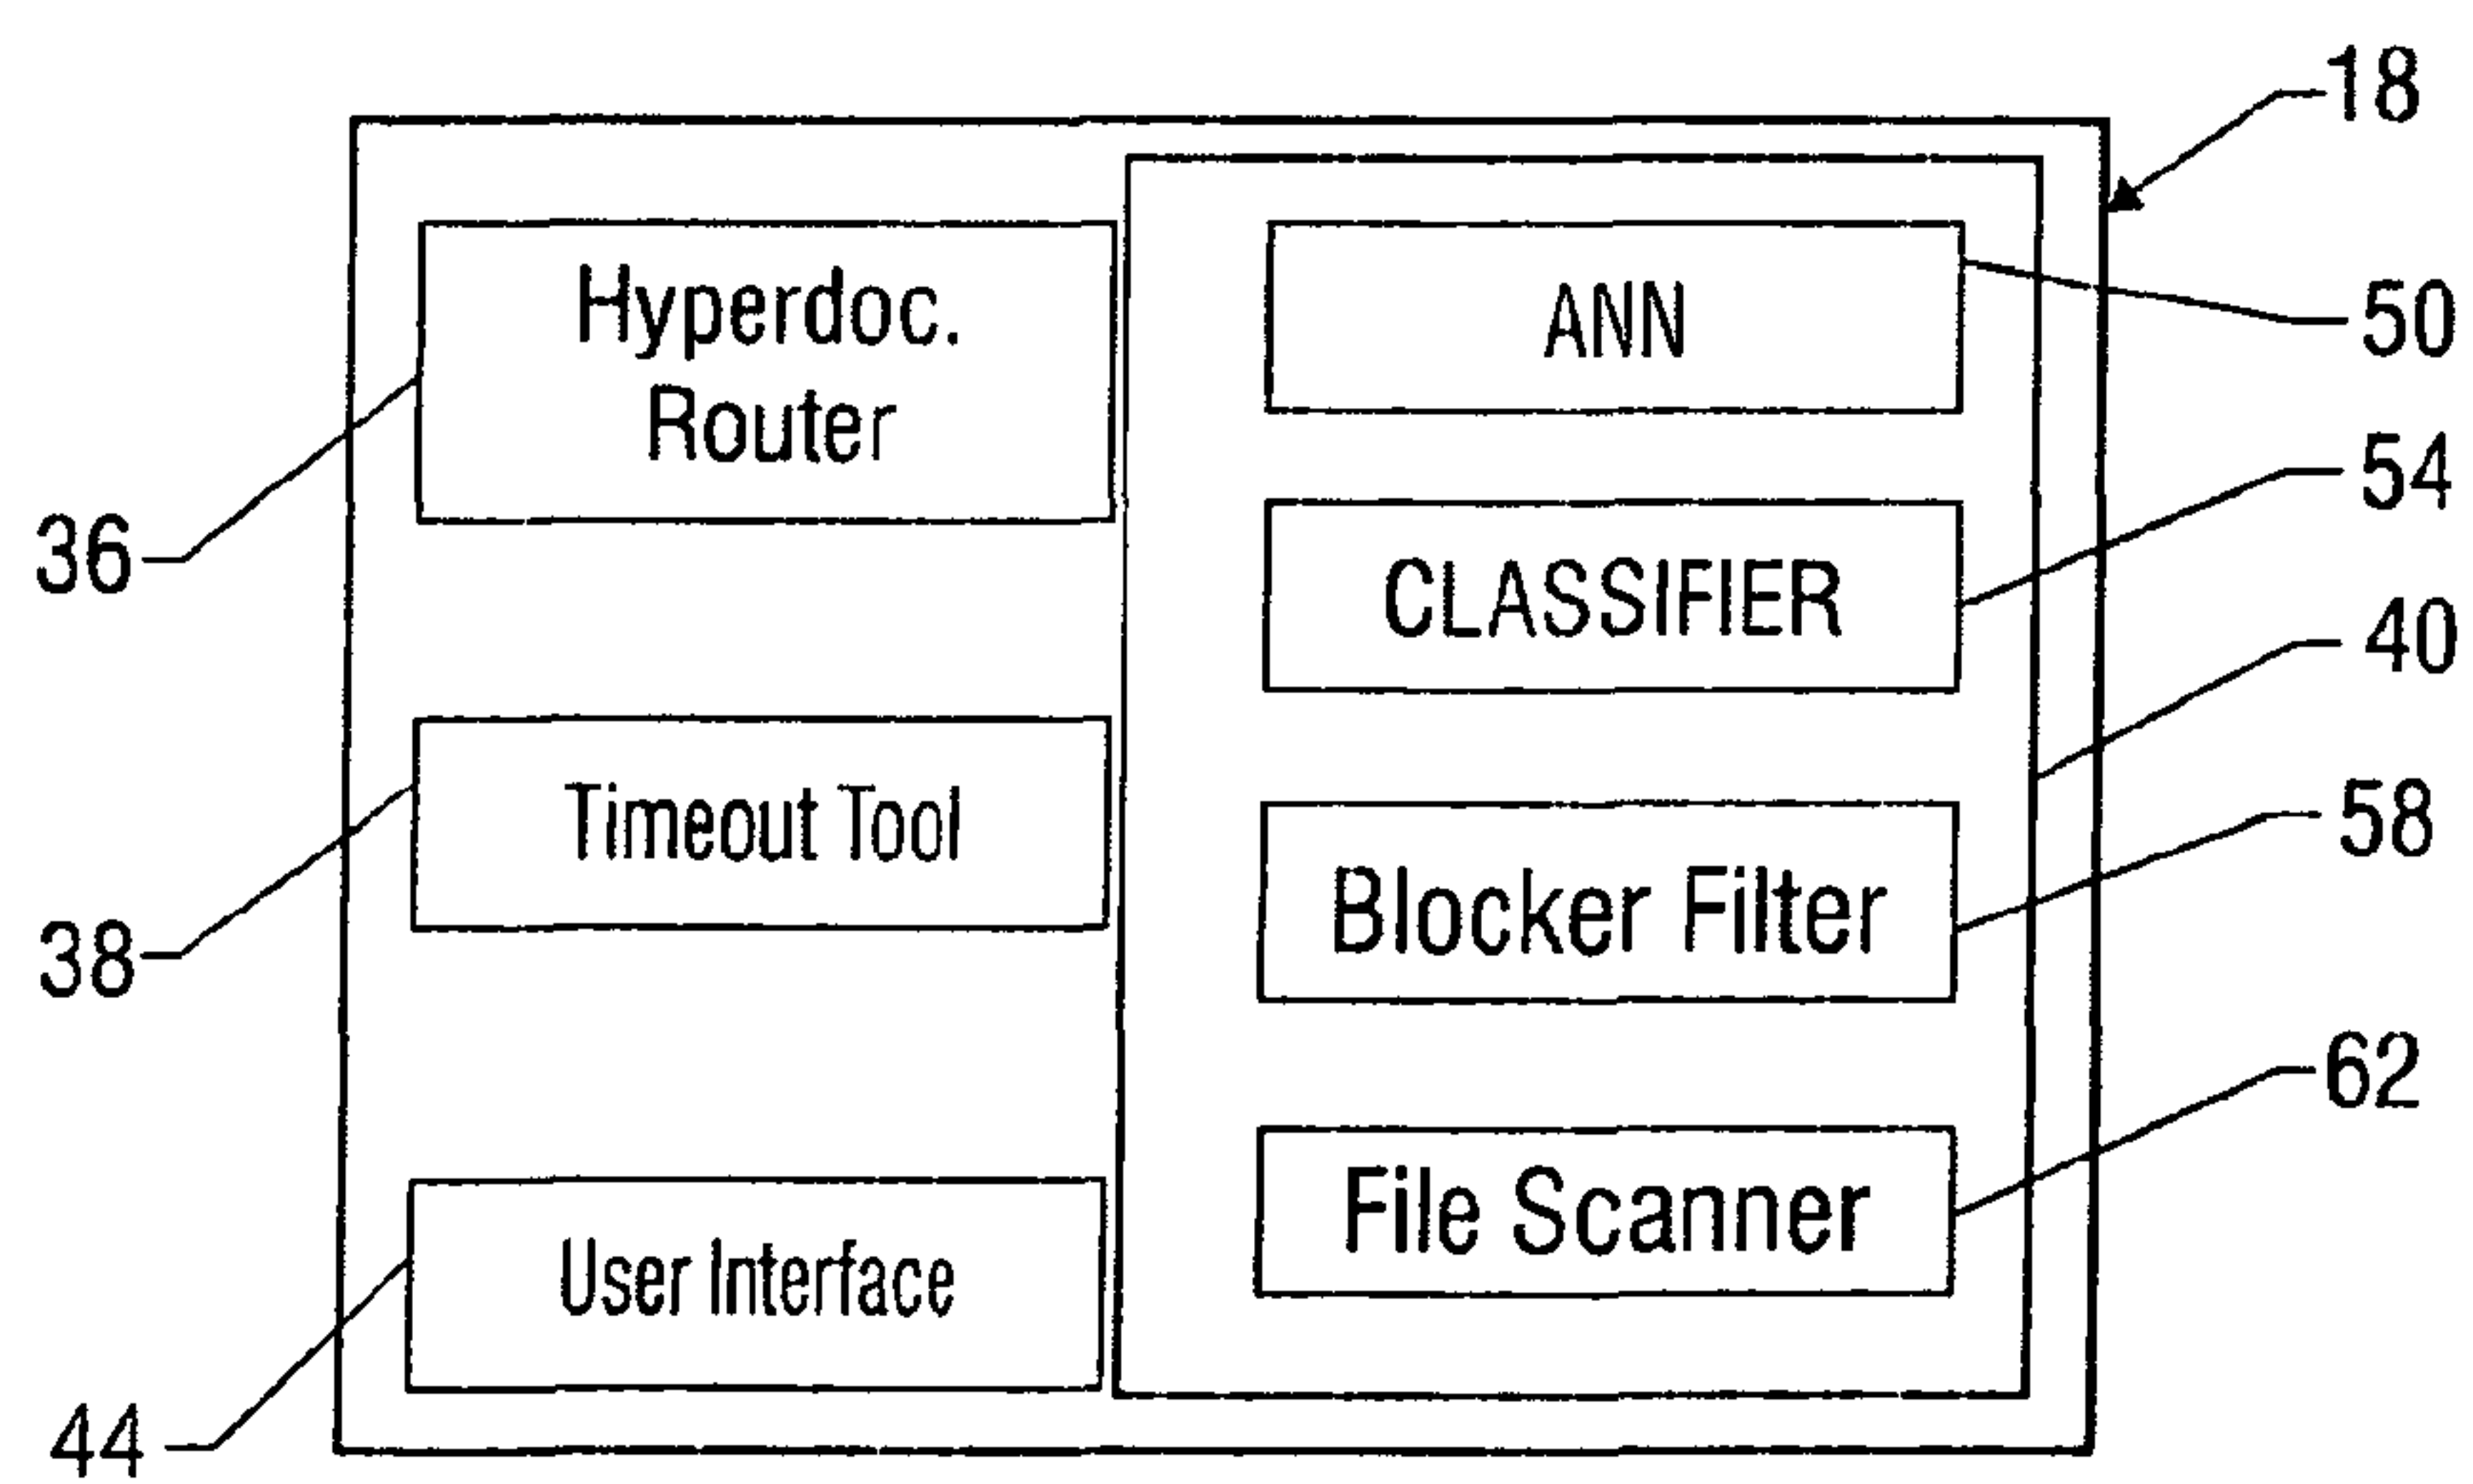 18
Hyperdoc.
Router
ANN
50
54
36
CLASSIFIER
40
Timeout Tool
58
Blocker Filter
38
62
File Scanner
User Interface
44